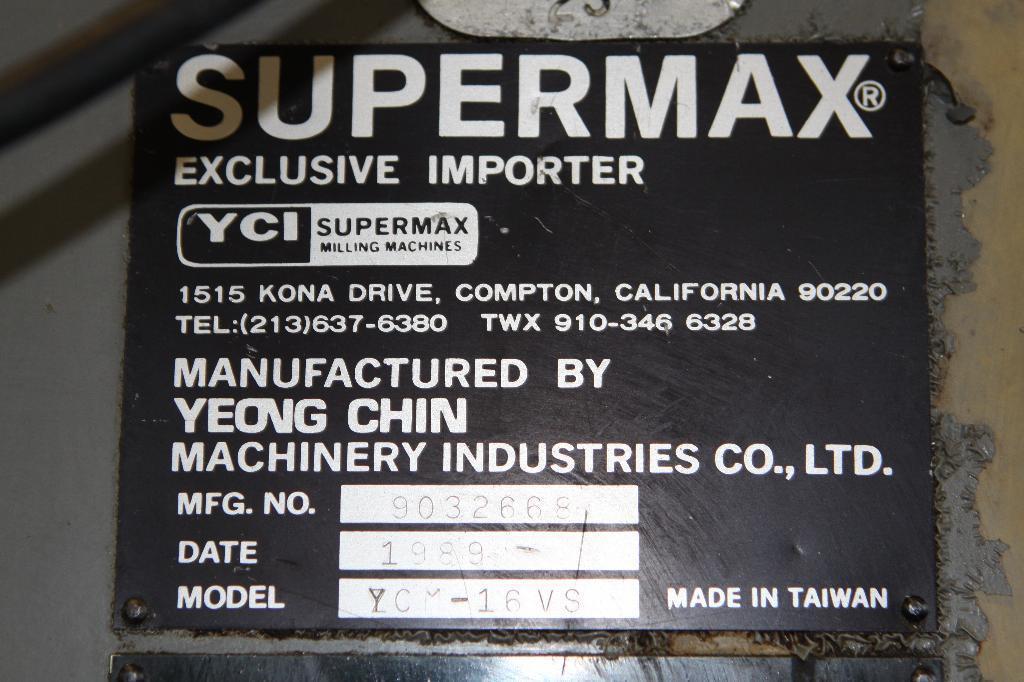 SUPERMAX®
EXCLUSIVE IMPORTER
YCI SUPERMAX
MILLING MACHINES
1515 KONA DRIVE, COMPTON, CALIFORNIA 90220
TEL:(213)637-6380 TWX 910-346 6328
MANUFACTURED BY
YEONG CHIN
MACHINERY INDUSTRIES CO., LTD.
MFG. NO. 9032668
DATE 1989 -
MODEL YCM-16VS MADE IN TAIWAN